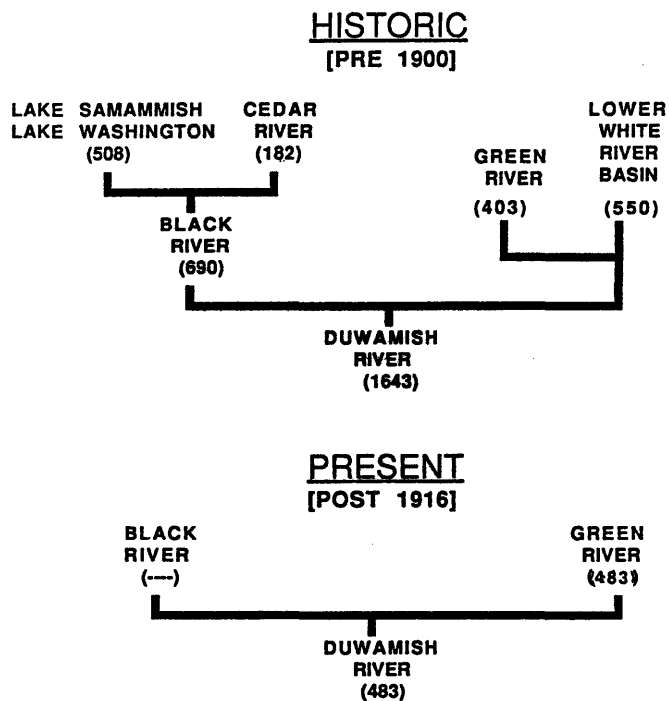 HISTORIC
[PRE 1900]
LAKE SAMAMMISH
LAKE WASHINGTON
(508)
CEDAR
RIVER
(182)
GREEN
RIVER
(403)
LOWER
WHITE
RIVER
BASIN
(550)
BLACK
RIVER
(690)
DUWAMISH
RIVER
(1643)
PRESENT
[POST 1916]
BLACK
RIVER
(----)
GREEN
RIVER
(483)
DUWAMISH
RIVER
(483)